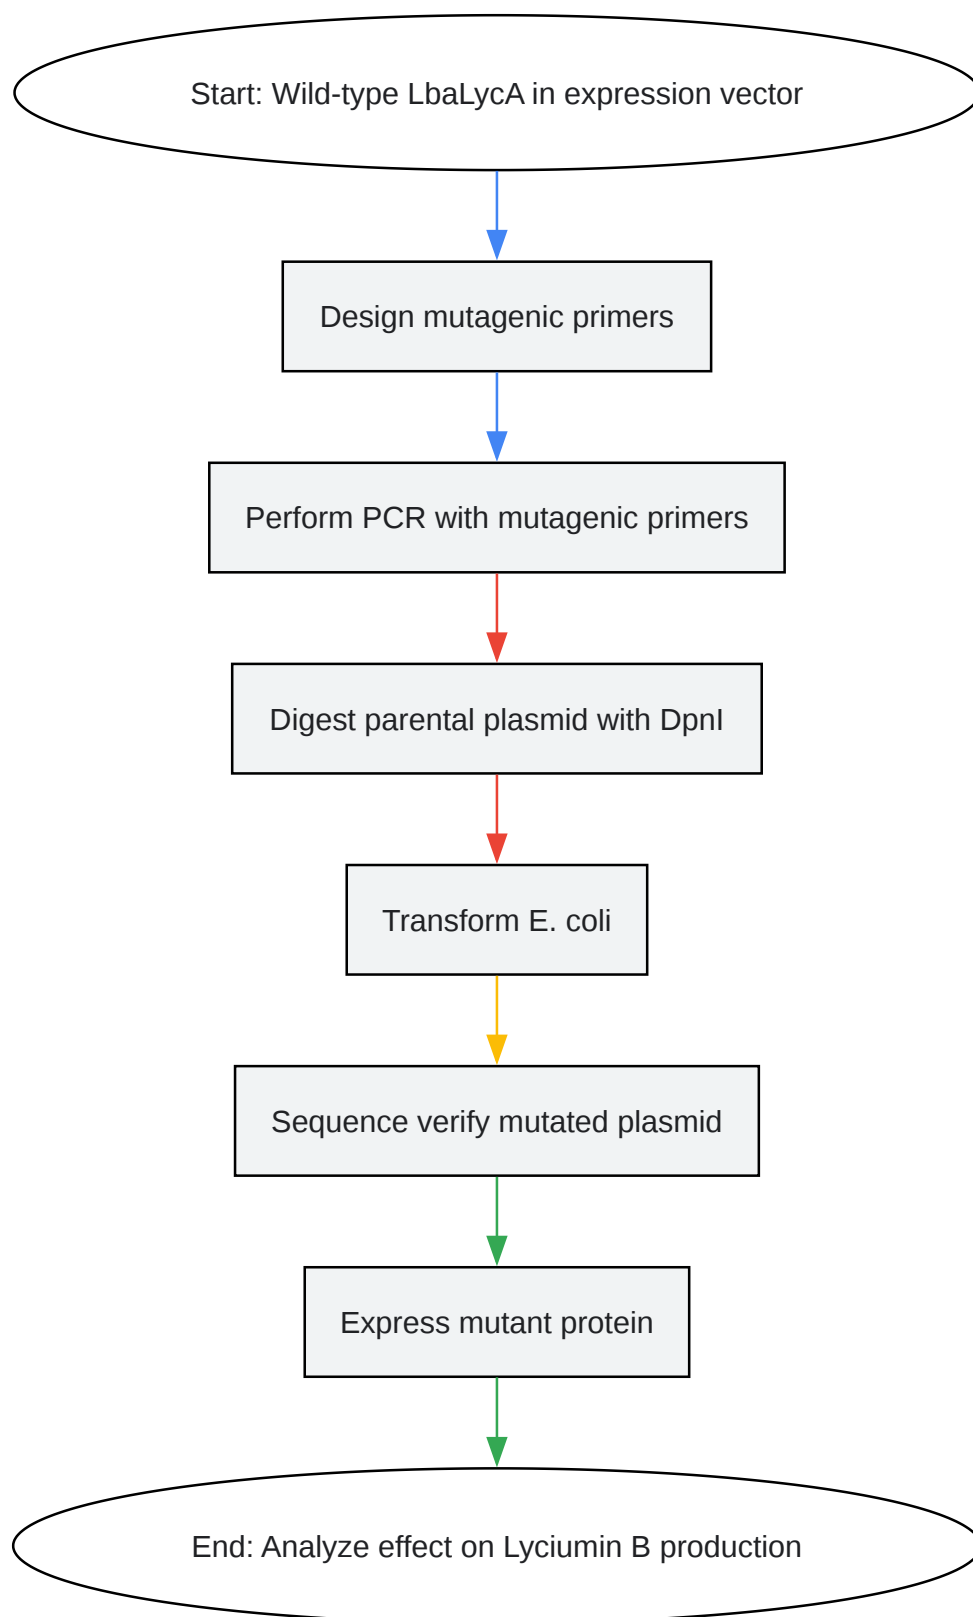 Start: Wild-type LbaLycA in expression vector
Design mutagenic primers
Perform PCR with mutagenic primers
Digest parental plasmid with DpnI
Transform E. coli
Sequence verify mutated plasmid
Express mutant protein
End: Analyze effect on Lyciumin B production